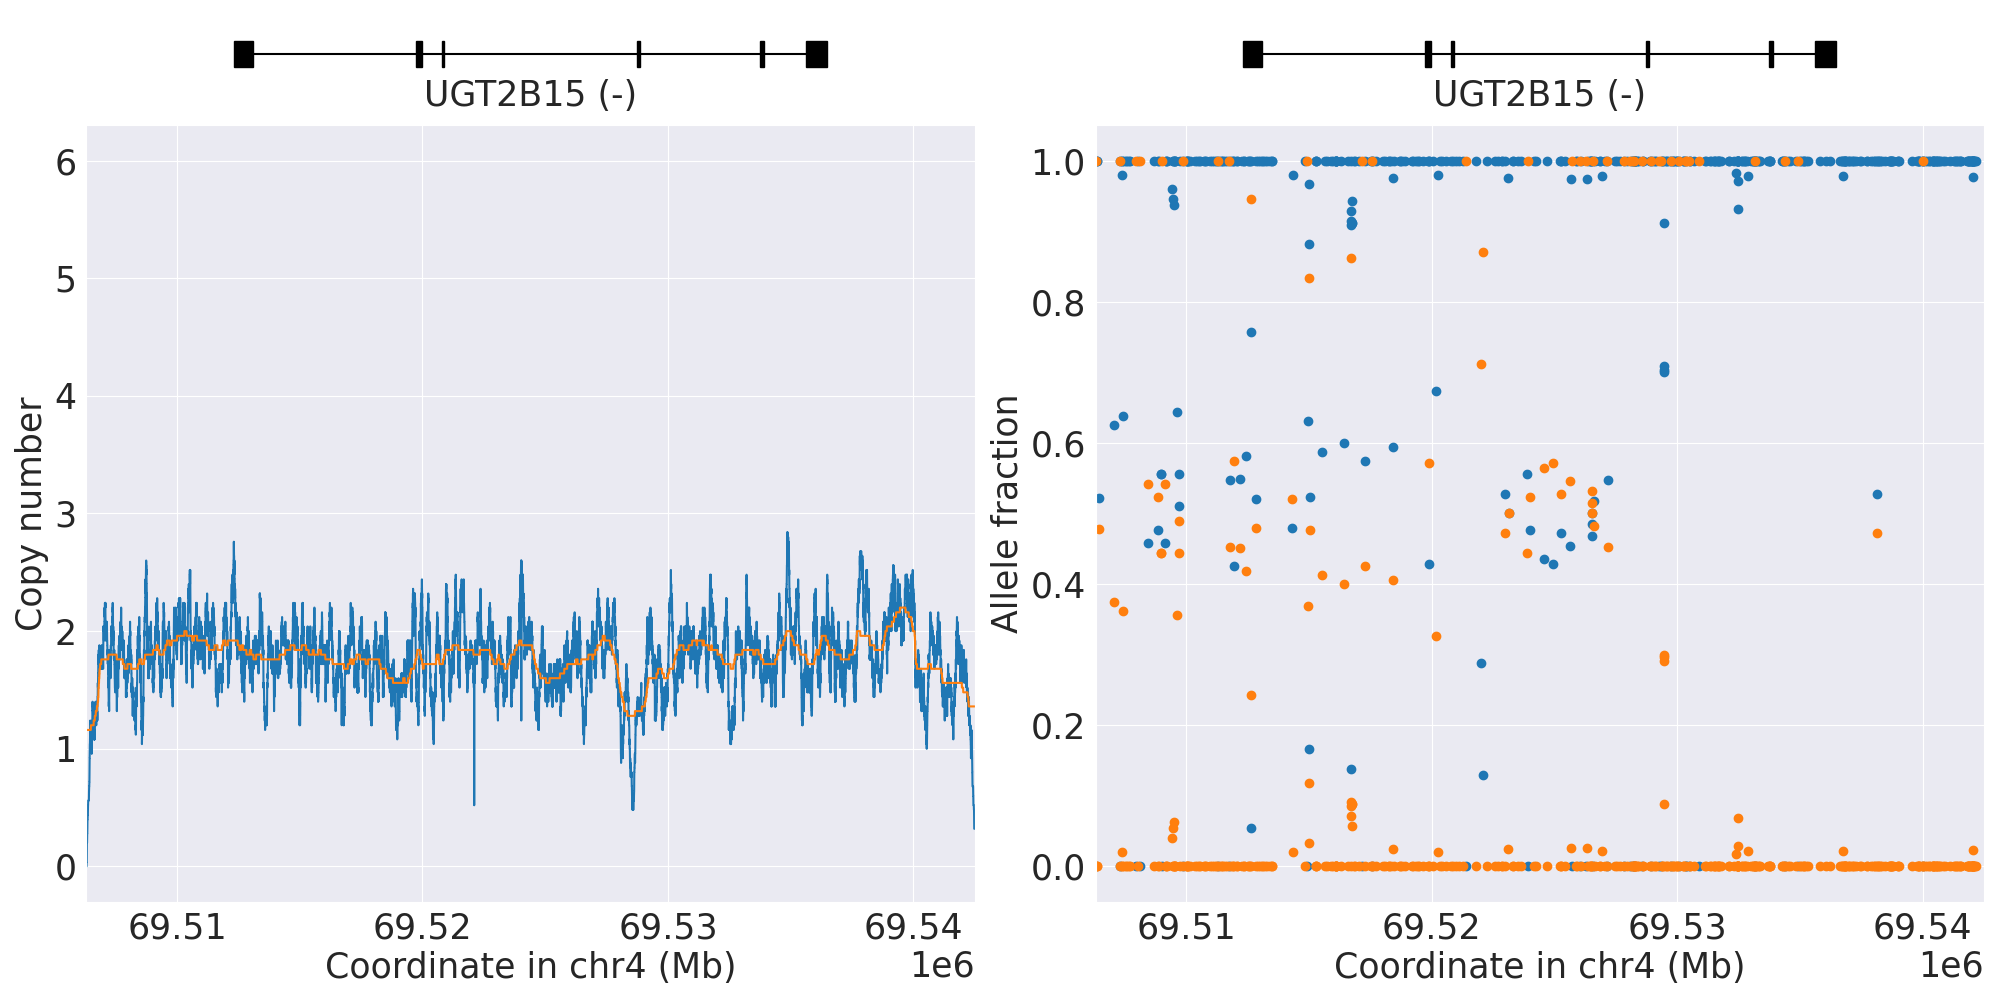 UGT2B15 (-)
UGT2B15 (-)
Copy number
6
5
4
3
2
1
0
69.51 69.52 69.53 69.54
Coordinate in chr4 (Mb) 1e6
Allele fraction
1.0
0.8
0.6
0.4
0.2
0.0
69.51 69.52 69.53 69.54
Coordinate in chr4 (Mb) 1e6